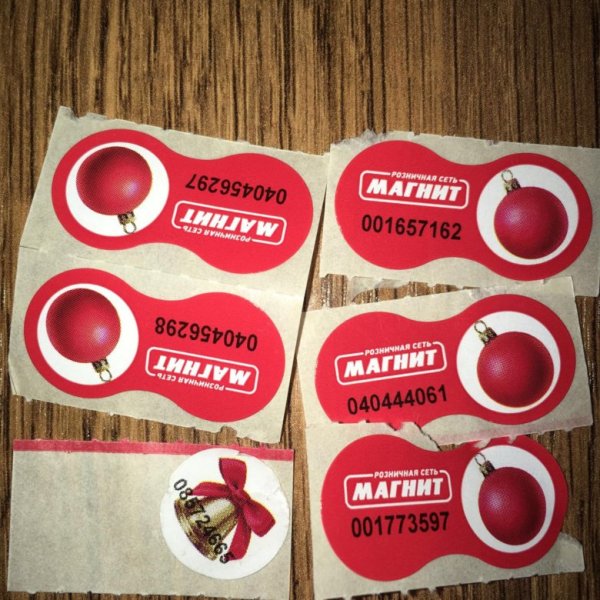 040456297
МАГНИТ
РОЗНИЧНАЯ СЕТЬ
РОЗНИЧНАЯ СЕТЬ
МАГНИТ
001657162
040456298
МАГНИТ
РОЗНИЧНАЯ СЕТЬ
РОЗНИЧНАЯ СЕТЬ
МАГНИТ
040444061
085724665
РОЗНИЧНАЯ СЕТЬ
МАГНИТ
001773597